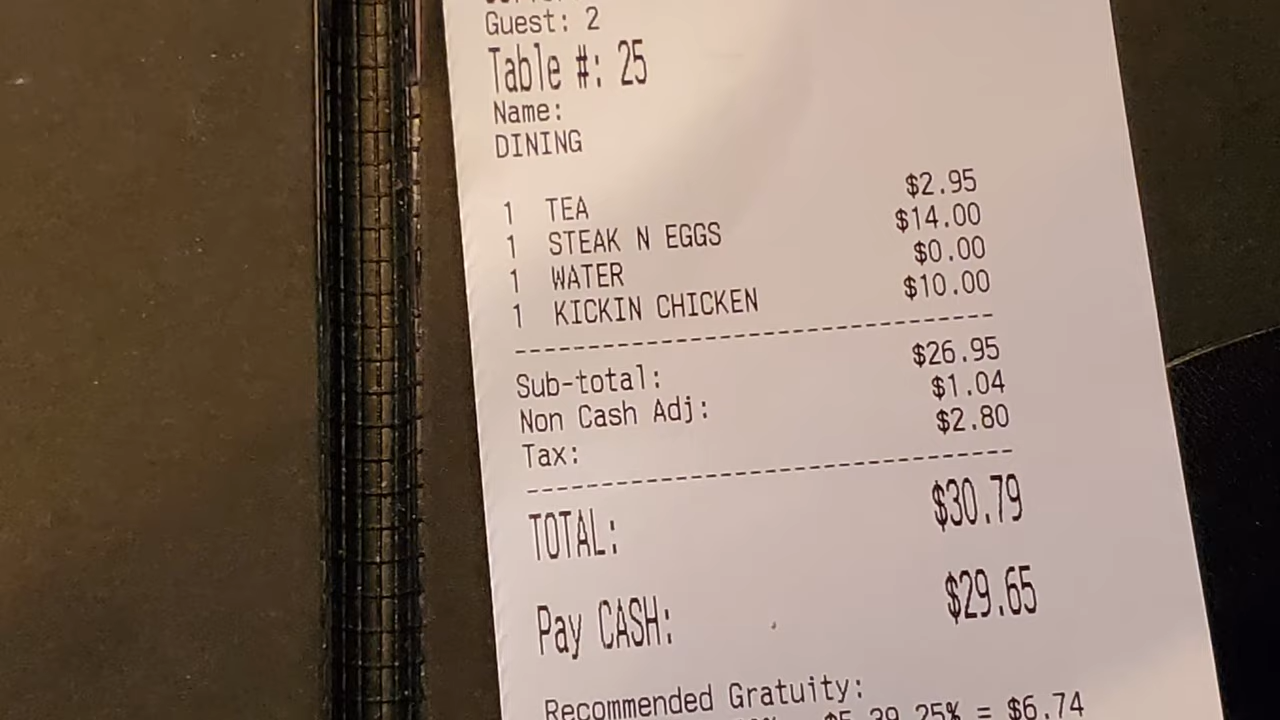 Guest: 2
Table #: 25
Name:
DINING
1 TEA $2.95
1 STEAK N EGGS $14.00
1 WATER $0.00
1 KICKIN CHICKEN $10.00
Sub-total: $26.95
Non Cash Adj: $1.04
Tax: $2.80
TOTAL: $30.79
Pay CASH: $29.65
Recommended Gratuity:
25% = $6.74